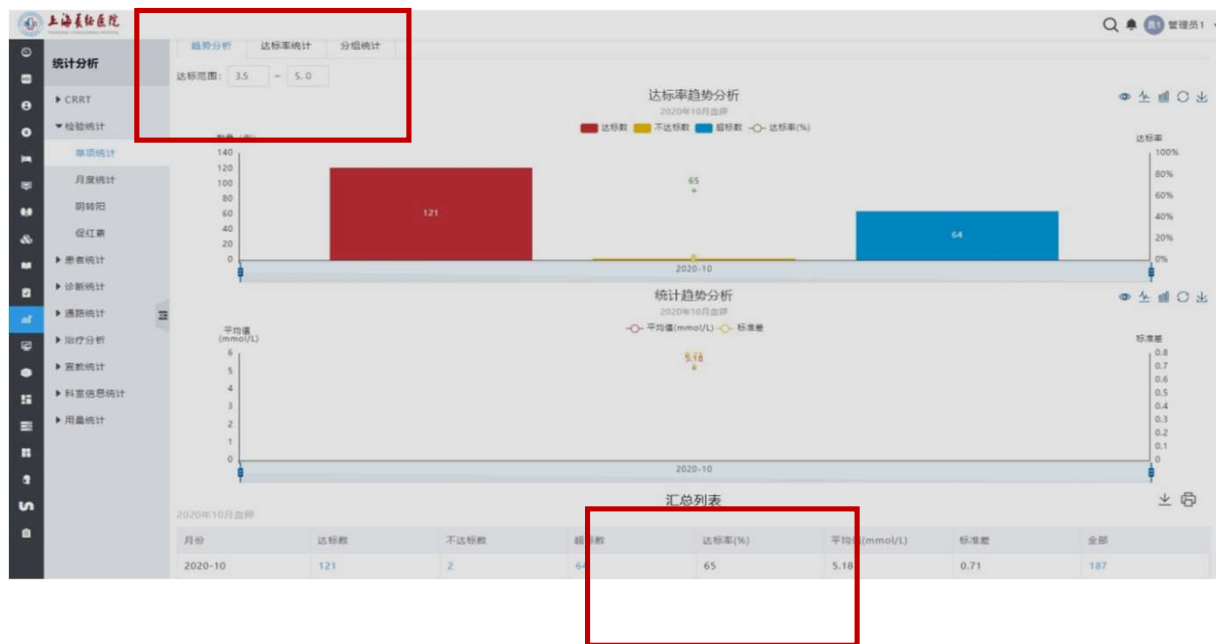 上海长征医院
管理员1
统计分析
CRRT
检验统计
单项统计
月度统计
阴转阳
促红素
患者统计
诊断统计
通路统计
治疗分析
宣教统计
科室信息统计
用量统计
趋势分析 达标率统计 分组统计
达标范围: 3.5 ~ 5.0
达标率趋势分析
2020年10月血钾
达标数 不达标数 超标数 达标率(%)
达标率
140
120
100
80
60
40
20
0
121
65
64
100%
80%
60%
40%
20%
0%
2020-10
统计趋势分析
2020年10月血钾
平均值(mmol/L) 标准差
平均值
(mmol/L)
标准差
6
5
4
3
2
1
0
5.18
0.8
0.7
0.6
0.5
0.4
0.3
0.2
0.1
0
2020-10
汇总列表
2020年10月血钾
月份 达标数 不达标数 超标数 达标率(%) 平均值(mmol/L) 标准差 全部
2020-10 121 2 64 65 5.18 0.71 187